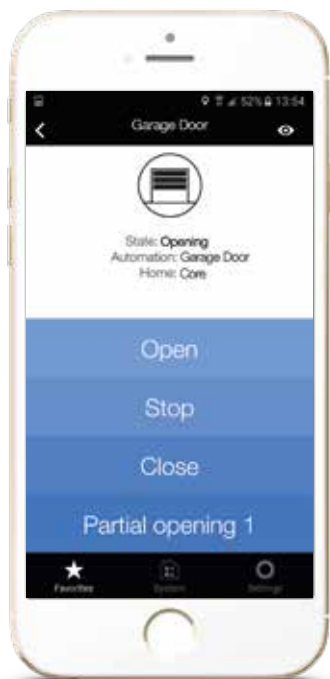 52% 13:54
Garage Door
State: Opening
Automation: Garage Door
Home: Core
Open
Stop
Close
Partial opening 1
Favorites System Settings